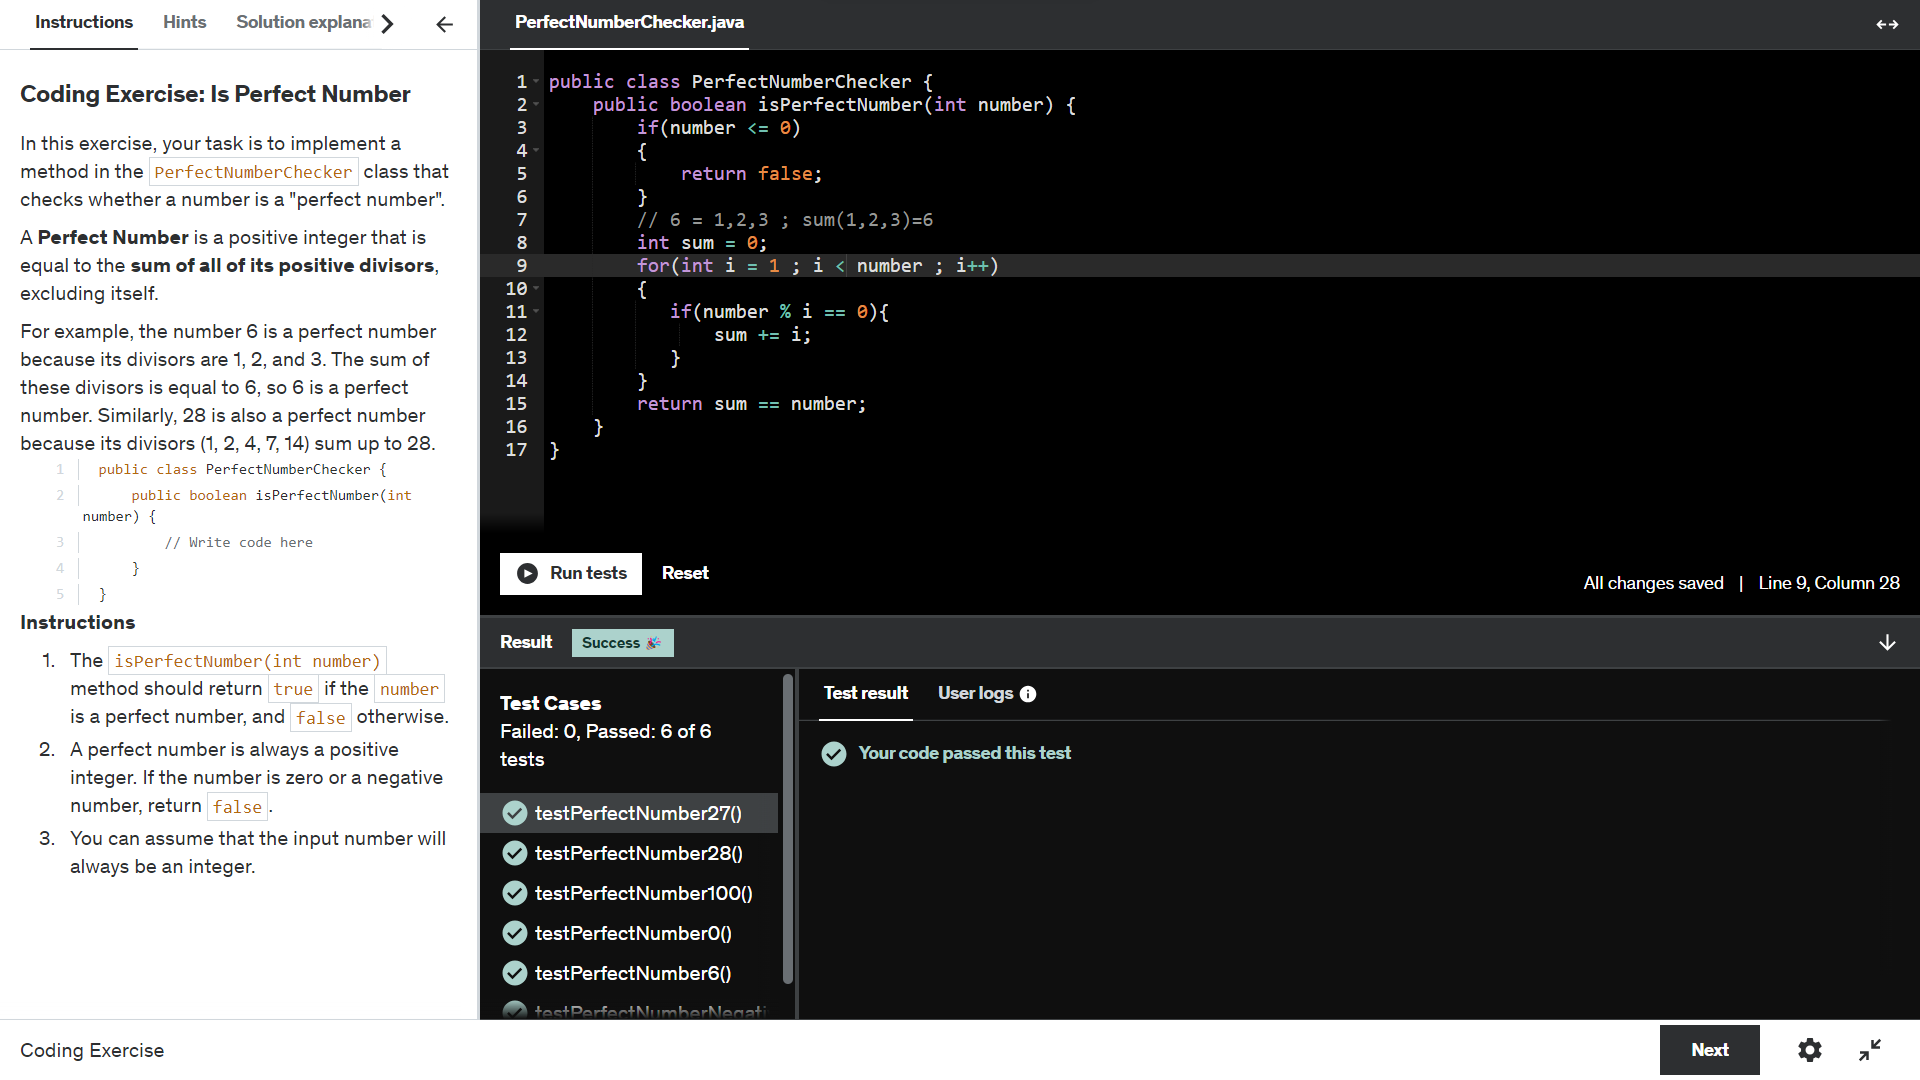 Instructions
Hints
Solution explana
Coding Exercise: Is Perfect Number
In this exercise, your task is to implement a
method in the PerfectNumberChecker class that
checks whether a number is a "perfect number".
A Perfect Number is a positive integer that is
equal to the sum of all of its positive divisors,
excluding itself.
For example, the number 6 is a perfect number
because its divisors are 1, 2, and 3. The sum of
these divisors is equal to 6, so 6 is a perfect
number. Similarly, 28 is also a perfect number
because its divisors (1, 2, 4, 7, 14) sum up to 28.
1 public class PerfectNumberChecker {
2 public boolean isPerfectNumber(int
number) {
3 // Write code here
4 }
5 }
Instructions
1. The isPerfectNumber(int number)
method should return true if the number
is a perfect number, and false otherwise.
2. A perfect number is always a positive
integer. If the number is zero or a negative
number, return false.
3. You can assume that the input number will
always be an integer.
PerfectNumberChecker.java
1 public class PerfectNumberChecker {
2 public boolean isPerfectNumber(int number) {
3 if(number <= 0)
4 {
5 return false;
6 }
7 // 6 = 1,2,3 ; sum(1,2,3)=6
8 int sum = 0;
9 for(int i = 1 ; i < number ; i++)
10 {
11 if(number % i == 0){
12 sum += i;
13 }
14 }
15 return sum == number;
16 }
17 }
Run tests
Reset
All changes saved | Line 9, Column 28
Result
Success
Test Cases
Failed: 0, Passed: 6 of 6
tests
testPerfectNumber27()
testPerfectNumber28()
testPerfectNumber100()
testPerfectNumber0()
testPerfectNumber6()
testPerfectNumberNegati
Test result
User logs
Your code passed this test
Coding Exercise
Next